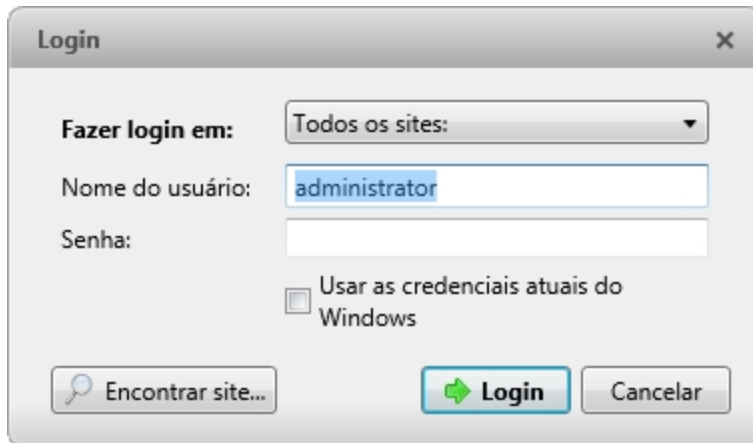 Login
Fazer login em:
Todos os sites:
Nome do usuário:
administrator
Senha:
Usar as credenciais atuais do
Windows
Encontrar site...
Login
Cancelar